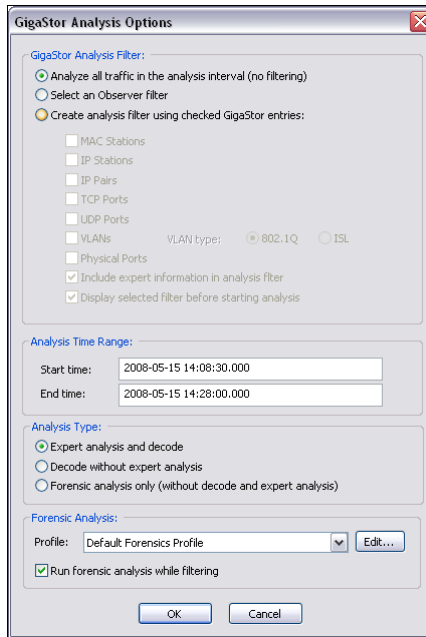 GigaStor Analysis Options
GigaStor Analysis Filter:
Analyze all traffic in the analysis interval (no filtering)
Select an Observer filter
Create analysis filter using checked GigaStor entries:
MAC Stations
IP Stations
IP Pairs
TCP Ports
UDP Ports
VLANs VLAN type: 802.1Q ISL
Physical Ports
Include expert information in analysis filter
Display selected filter before starting analysis
Analysis Time Range:
Start time: 2008-05-15 14:08:30.000
End time: 2008-05-15 14:28:00.000
Analysis Type:
Expert analysis and decode
Decode without expert analysis
Forensic analysis only (without decode and expert analysis)
Forensic Analysis:
Profile: Default Forensics Profile Edit...
Run forensic analysis while filtering
OK Cancel